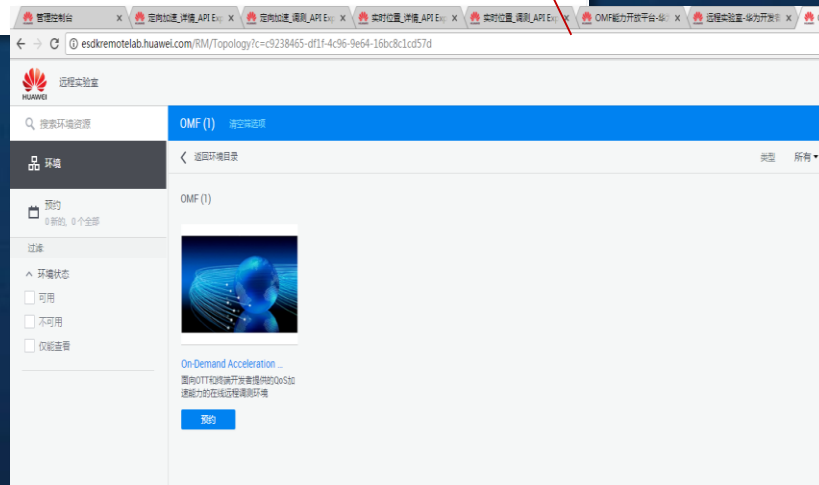 管理控制台
定向加速_详情_API Exp
定向加速_调测_API Exp
实时位置_详情_API Exp
实时位置_调测_API Exp
OMF能力开放平台-华
远程实验室-华为开发者
esdkremotelab.huawei.com/RM/Topology?c=c9238465-df1f-4c96-9e64-16bc8c1cd57d
HUAWEI
远程实验室
搜索环境资源
OMF (1) 清空筛选项
环境
返回环境目录
类型 所有
预约
0 新的, 0 个全部
OMF (1)
过滤:
环境状态
可用
不可用
仅能查看
On-Demand Acceleration ...
面向OTT和终端开发者提供的QoS加
速能力的在线远程调测环境
预约